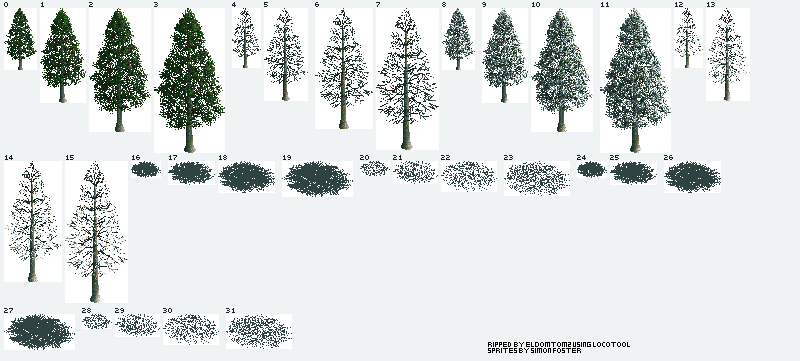 0 1 2 3 4 5 6 7 8 9 10 11 12 13
14 15 16 17 18 19 20 21 22 23 24 25 26
27 28 29 30 31
RIPPED BY ELDOMTOM2 USING LOCOTOOL
SPRITES BY SIMON FOSTER